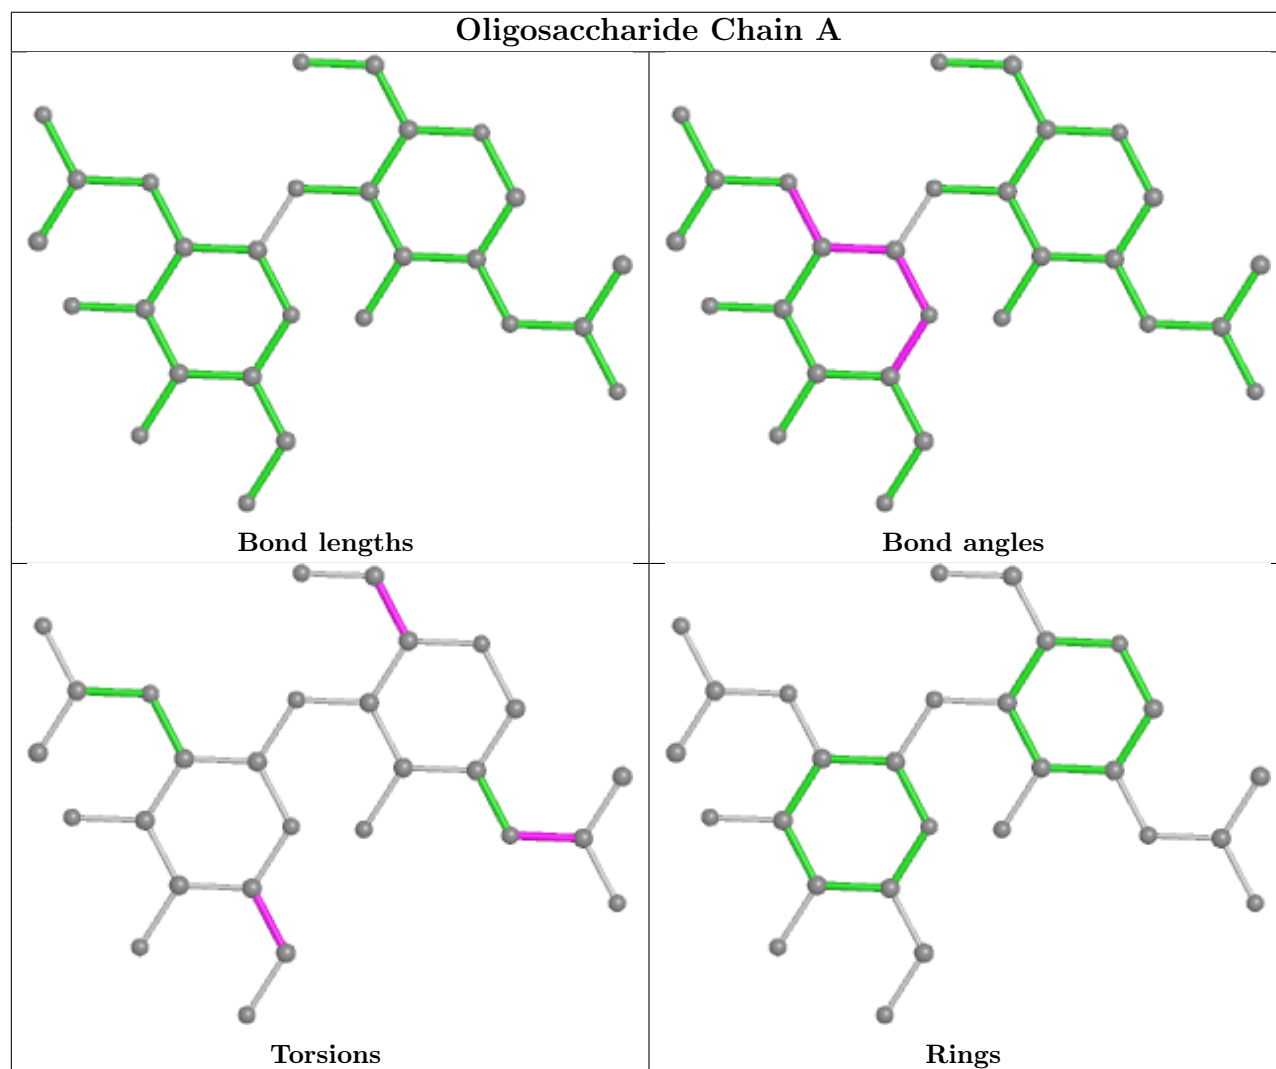 Oligosaccharide Chain A
Bond lengths
Bond angles
Torsions
Rings